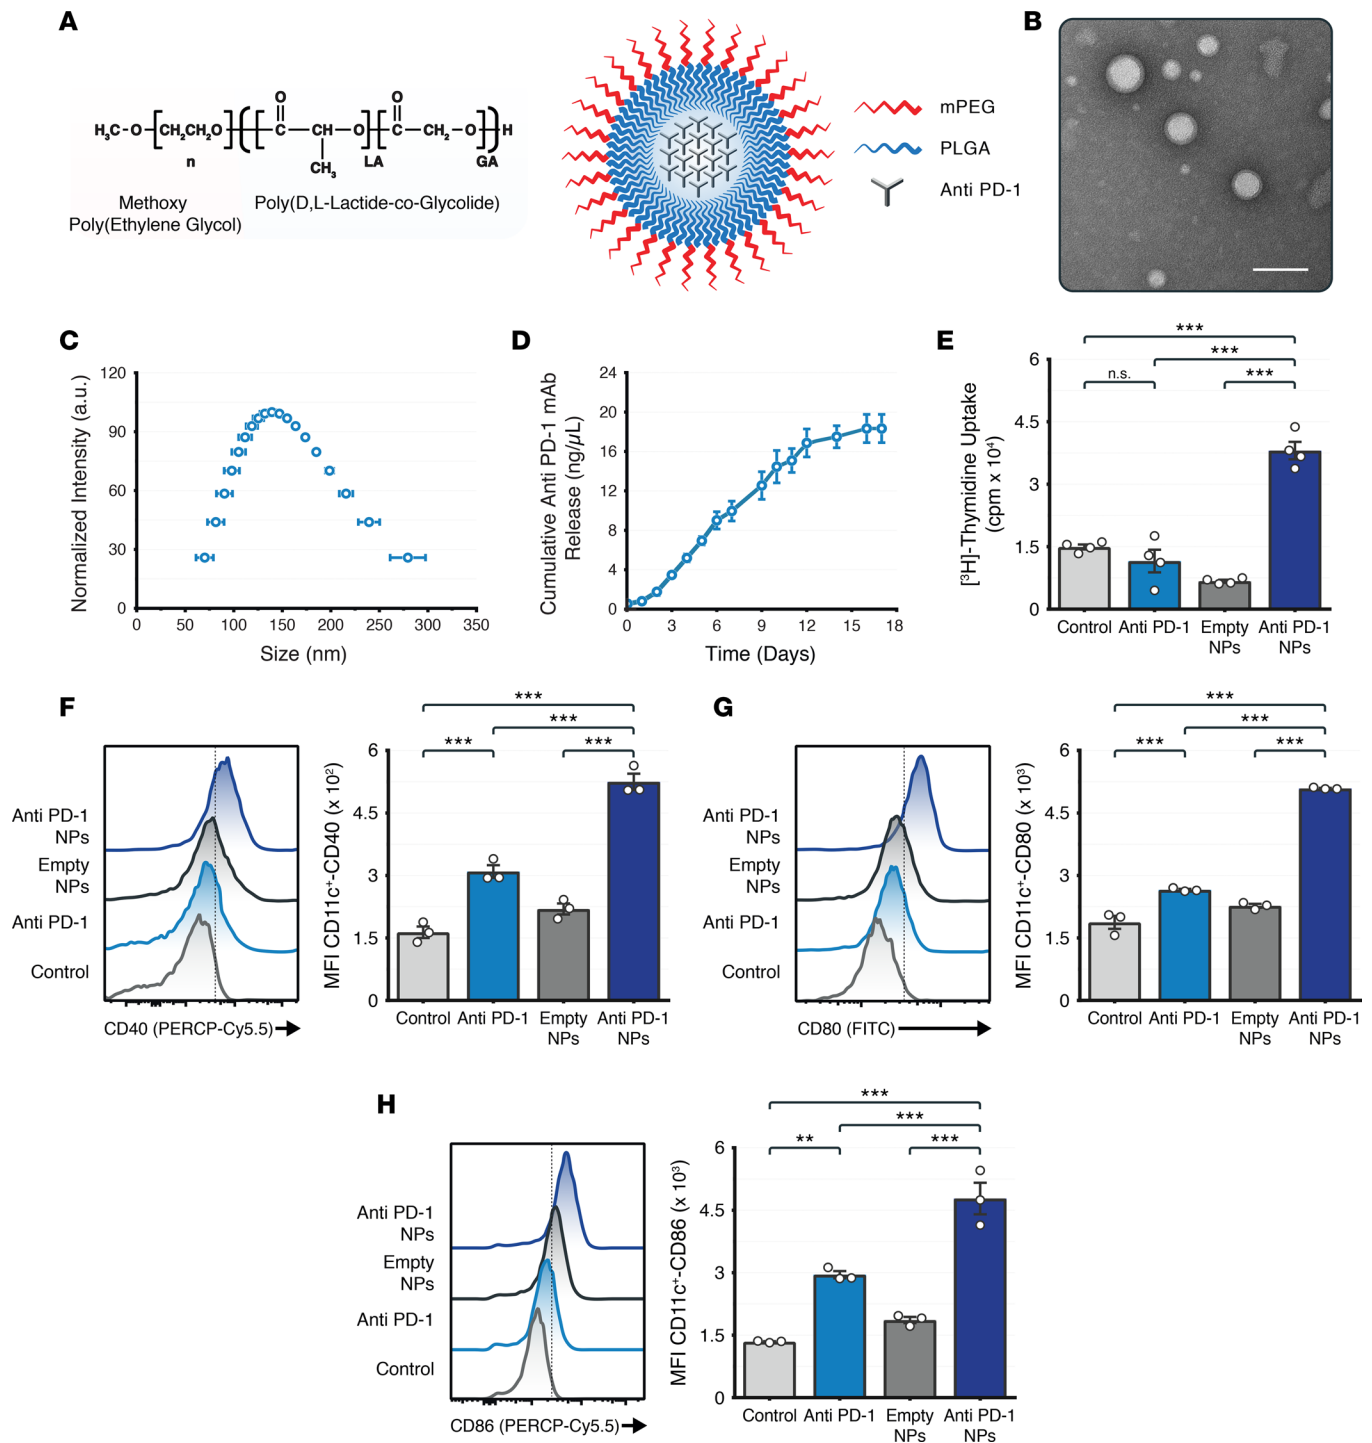 A
H₃C-O-[CH₂CH₂O]n-([C(=O)-CH(CH₃)-O]LA[C(=O)-CH₂-O]GA)-H
Methoxy
Poly(Ethylene Glycol)
Poly(D,L-Lactide-co-Glycolide)
mPEG
PLGA
Anti PD-1
B
C
Normalized Intensity (a.u.)
120
90
60
30
0
0 50 100 150 200 250 300 350
Size (nm)
D
Cumulative Anti PD-1 mAb
Release (ng/µL)
24
20
16
12
8
4
0
0 3 6 9 12 15 18
Time (Days)
E
***
***
n.s. ***
[³H]-Thymidine Uptake
(cpm x 10⁴)
6
4.5
3
1.5
0
Control Anti PD-1 Empty NPs Anti PD-1 NPs
F
Anti PD-1
NPs
Empty
NPs
Anti PD-1
Control
CD40 (PERCP-Cy5.5)
***
***
*** ***
MFI CD11c⁺-CD40 (x 10²)
6
4.5
3
1.5
0
Control Anti PD-1 Empty NPs Anti PD-1 NPs
G
Anti PD-1
NPs
Empty
NPs
Anti PD-1
Control
CD80 (FITC)
***
***
*** ***
MFI CD11c⁺-CD80 (x 10³)
6
4.5
3
1.5
0
Control Anti PD-1 Empty NPs Anti PD-1 NPs
H
Anti PD-1
NPs
Empty
NPs
Anti PD-1
Control
CD86 (PERCP-Cy5.5)
***
***
** ***
MFI CD11c⁺-CD86 (x 10³)
6
4.5
3
1.5
0
Control Anti PD-1 Empty NPs Anti PD-1 NPs